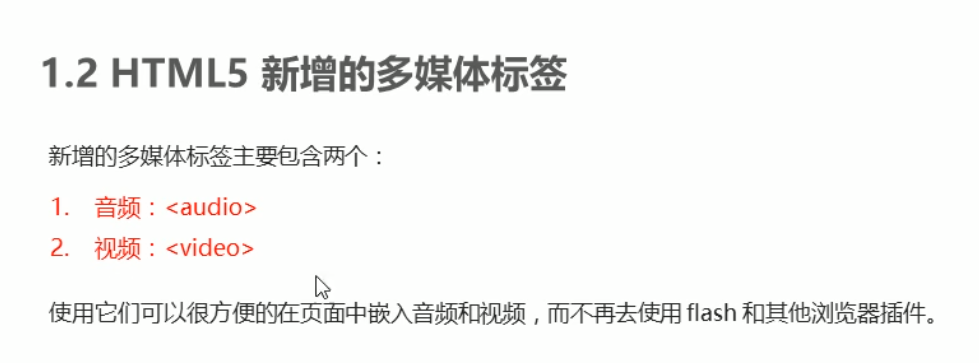 1.2 HTML5 新增的多媒体标签
新增的多媒体标签主要包含两个：
1. 音频：<audio>
2. 视频：<video>
使用它们可以很方便的在页面中嵌入音频和视频，而不再去使用 flash 和其他浏览器插件。